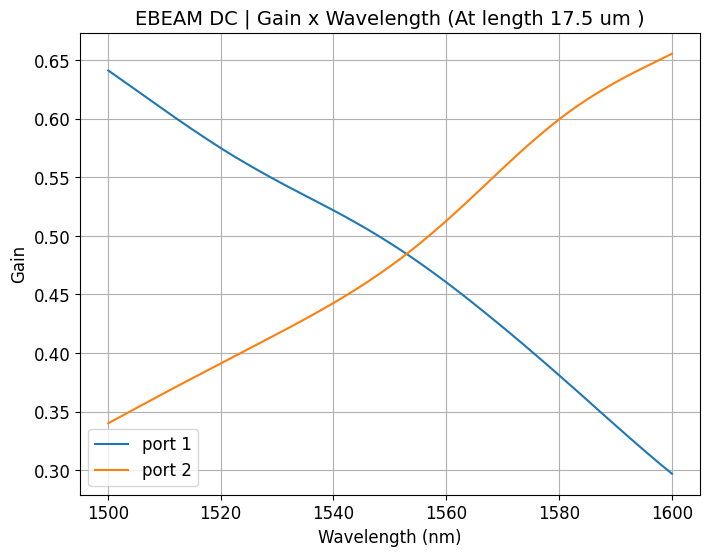 EBEAM DC | Gain x Wavelength (At length 17.5 um )
Gain
0.65
0.60
0.55
0.50
0.45
0.40
0.35
0.30
port 1
port 2
1500 1520 1540 1560 1580 1600
Wavelength (nm)